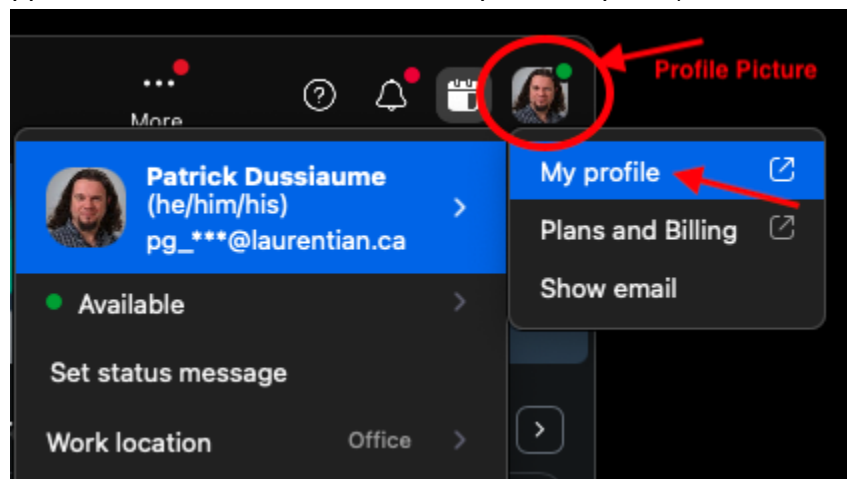 Profile Picture
More
Patrick Dussiaume
(he/him/his)
pg_***@laurentian.ca
My profile
Plans and Billing
Show email
Available
Set status message
Work location
Office